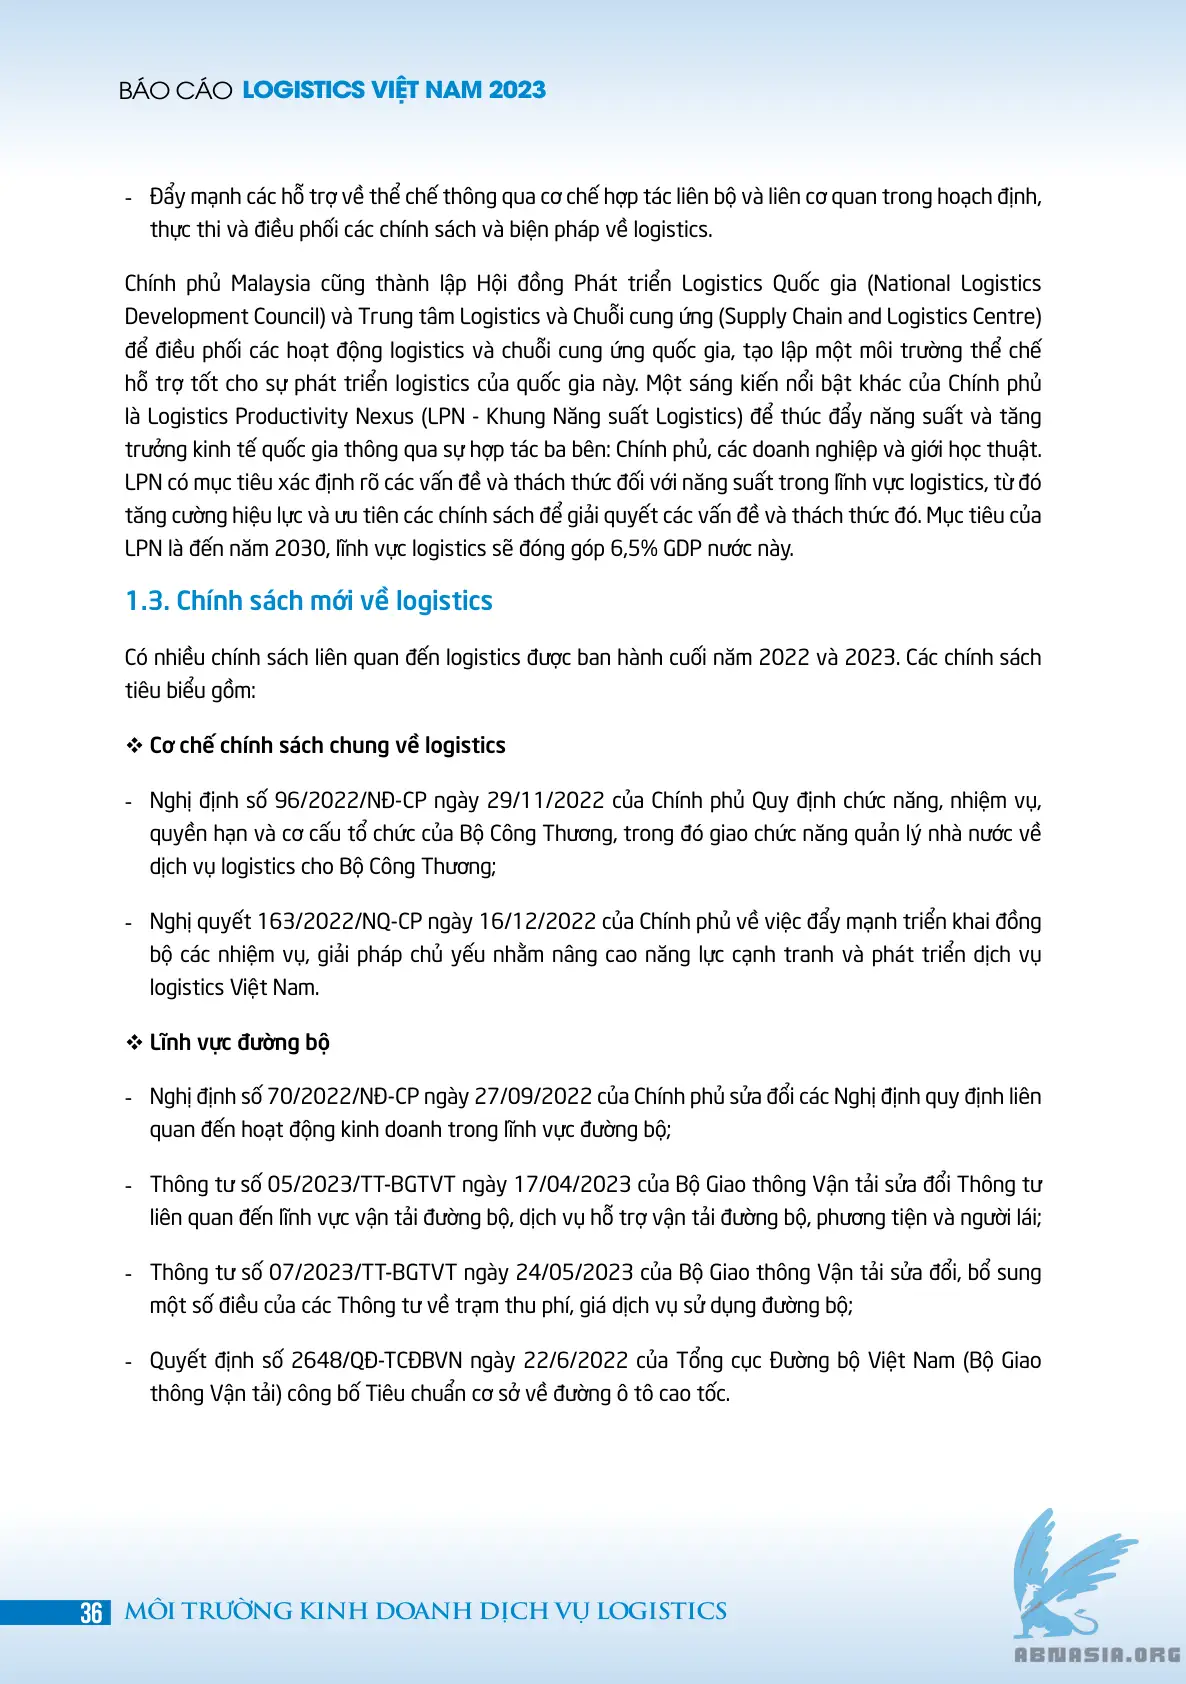 BÁO CÁO LOGISTICS VIỆT NAM 2023
- Đẩy mạnh các hỗ trợ về thể chế thông qua cơ chế hợp tác liên bộ và liên cơ quan trong hoạch định,
thực thi và điều phối các chính sách và biện pháp về logistics.
Chính phủ Malaysia cũng thành lập Hội đồng Phát triển Logistics Quốc gia (National Logistics
Development Council) và Trung tâm Logistics và Chuỗi cung ứng (Supply Chain and Logistics Centre)
để điều phối các hoạt động logistics và chuỗi cung ứng quốc gia, tạo lập một môi trường thể chế
hỗ trợ tốt cho sự phát triển logistics của quốc gia này. Một sáng kiến nổi bật khác của Chính phủ
là Logistics Productivity Nexus (LPN - Khung Năng suất Logistics) để thúc đẩy năng suất và tăng
trưởng kinh tế quốc gia thông qua sự hợp tác ba bên: Chính phủ, các doanh nghiệp và giới học thuật.
LPN có mục tiêu xác định rõ các vấn đề và thách thức đối với năng suất trong lĩnh vực logistics, từ đó
tăng cường hiệu lực và ưu tiên các chính sách để giải quyết các vấn đề và thách thức đó. Mục tiêu của
LPN là đến năm 2030, lĩnh vực logistics sẽ đóng góp 6,5% GDP nước này.
1.3. Chính sách mới về logistics
Có nhiều chính sách liên quan đến logistics được ban hành cuối năm 2022 và 2023. Các chính sách
tiêu biểu gồm:
❖ Cơ chế chính sách chung về logistics
- Nghị định số 96/2022/NĐ-CP ngày 29/11/2022 của Chính phủ Quy định chức năng, nhiệm vụ,
quyền hạn và cơ cấu tổ chức của Bộ Công Thương, trong đó giao chức năng quản lý nhà nước về
dịch vụ logistics cho Bộ Công Thương;
- Nghị quyết 163/2022/NQ-CP ngày 16/12/2022 của Chính phủ về việc đẩy mạnh triển khai đồng
bộ các nhiệm vụ, giải pháp chủ yếu nhằm nâng cao năng lực cạnh tranh và phát triển dịch vụ
logistics Việt Nam.
❖ Lĩnh vực đường bộ
- Nghị định số 70/2022/NĐ-CP ngày 27/09/2022 của Chính phủ sửa đổi các Nghị định quy định liên
quan đến hoạt động kinh doanh trong lĩnh vực đường bộ;
- Thông tư số 05/2023/TT-BGTVT ngày 17/04/2023 của Bộ Giao thông Vận tải sửa đổi Thông tư
liên quan đến lĩnh vực vận tải đường bộ, dịch vụ hỗ trợ vận tải đường bộ, phương tiện và người lái;
- Thông tư số 07/2023/TT-BGTVT ngày 24/05/2023 của Bộ Giao thông Vận tải sửa đổi, bổ sung
một số điều của các Thông tư về trạm thu phí, giá dịch vụ sử dụng đường bộ;
- Quyết định số 2648/QĐ-TCĐBVN ngày 22/6/2022 của Tổng cục Đường bộ Việt Nam (Bộ Giao
thông Vận tải) công bố Tiêu chuẩn cơ sở về đường ô tô cao tốc.
36 MÔI TRƯỜNG KINH DOANH DỊCH VỤ LOGISTICS
ABMASIA.ORG